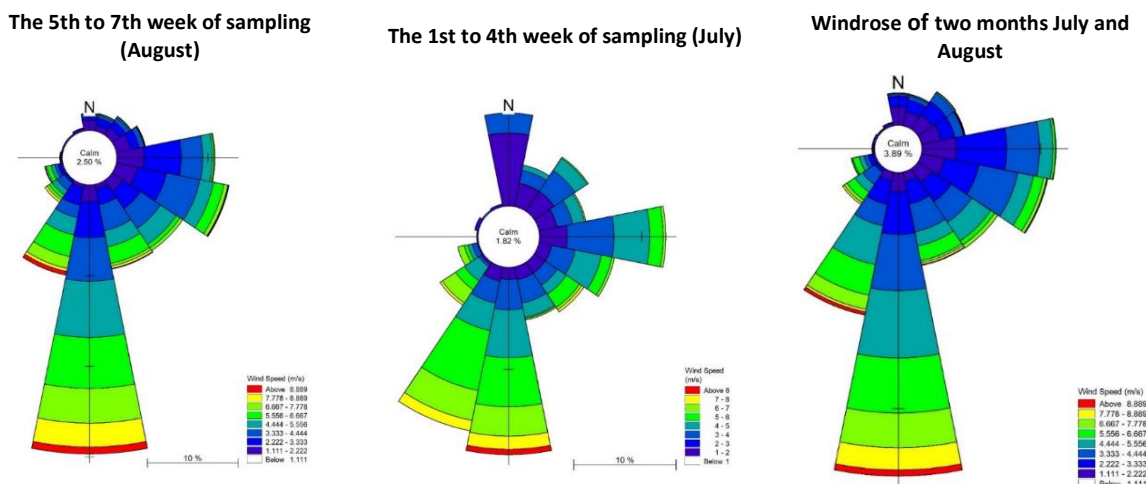 The 5th to 7th week of sampling
(August)
N
Calm
2.50 %
Wind Speed (m/s)
Above 8.889
7.778 - 8.889
6.667 - 7.778
5.556 - 6.667
4.444 - 5.556
3.333 - 4.444
2.222 - 3.333
1.111 - 2.222
Below 1.111
10 %
The 1st to 4th week of sampling (July)
N
Calm
1.82 %
Wind Speed
(m/s)
Above 8
7 - 8
6 - 7
5 - 6
4 - 5
3 - 4
2 - 3
1 - 2
Below 1
10 %
Windrose of two months July and
August
N
Calm
3.89 %
Wind Speed (m/s)
Above 8.889
7.778 - 8.889
6.667 - 7.778
5.556 - 6.667
4.444 - 5.556
3.333 - 4.444
2.222 - 3.333
1.111 - 2.222
Below 1.111